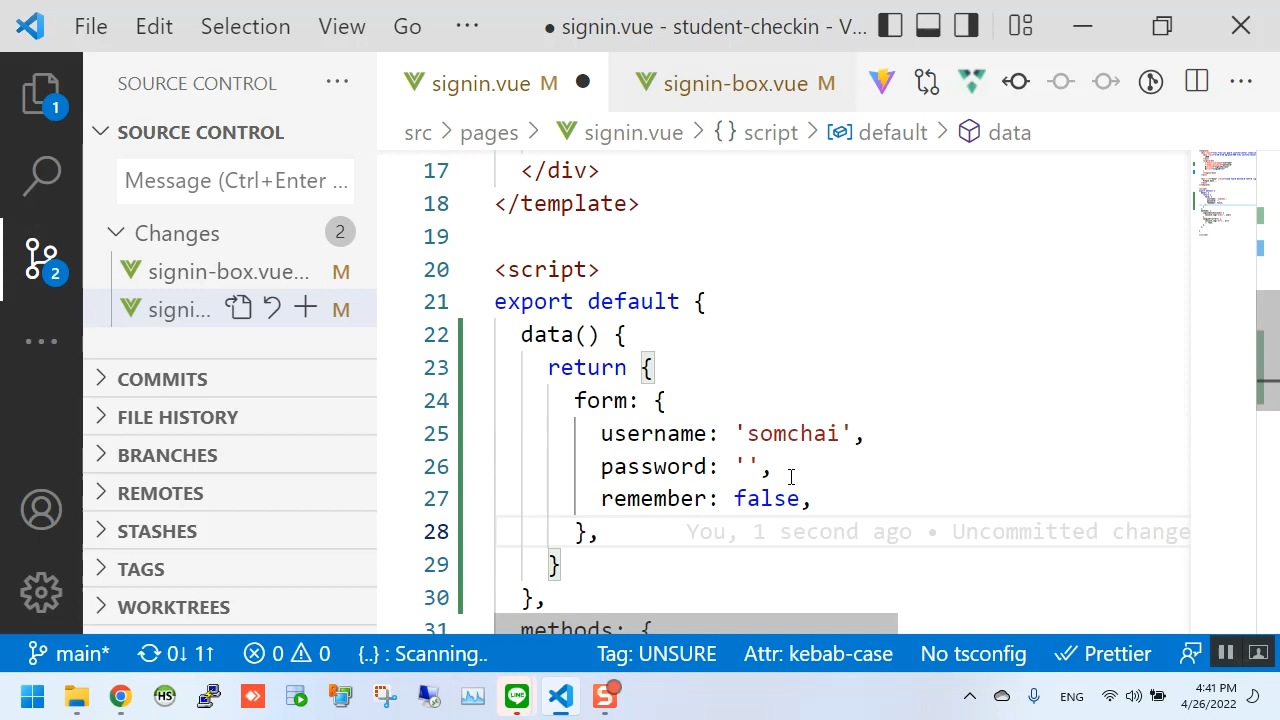 File Edit Selection View Go ··· ● signin.vue - student-checkin - V...
SOURCE CONTROL ···
SOURCE CONTROL
Message (Ctrl+Enter ...
Changes 2
signin-box.vue... M
signi... M
COMMITS
FILE HISTORY
BRANCHES
REMOTES
STASHES
TAGS
WORKTREES
1
2
signin.vue M ●
signin-box.vue M
src > pages > signin.vue > {} script > default > data
17 </div>
18 </template>
19
20 <script>
21 export default {
22 data() {
23 return {
24 form: {
25 username: 'somchai',
26 password: '',
27 remember: false,
28 }, You, 1 second ago • Uncommitted change
29 }
30 },
31 methods: {
main* 0↓ 1↑ 0 0 {..} : Scanning.. Tag: UNSURE Attr: kebab-case No tsconfig Prettier
HS
LINE
S
ENG
4:41 PM
4/26/2022